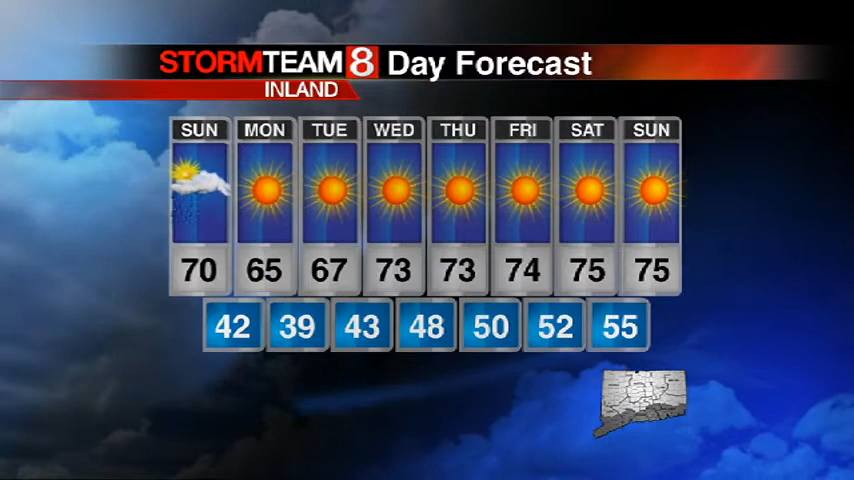 STORMTEAM 8 Day Forecast
INLAND
SUN MON TUE WED THU FRI SAT SUN
70 65 67 73 73 74 75 75
42 39 43 48 50 52 55